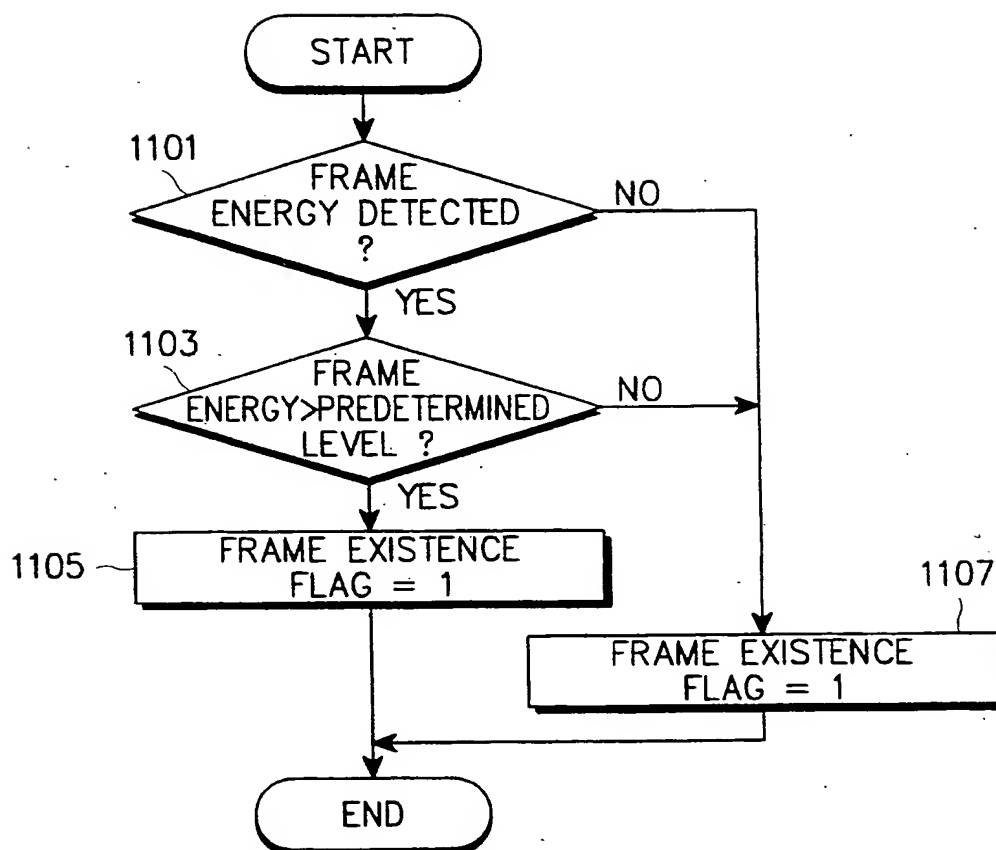 START
1101
FRAME
ENERGY DETECTED
?
NO
YES
1103
FRAME
ENERGY>PREDETERMINED
LEVEL ?
NO
YES
1105
FRAME EXISTENCE
FLAG = 1
1107
FRAME EXISTENCE
FLAG = 1
END